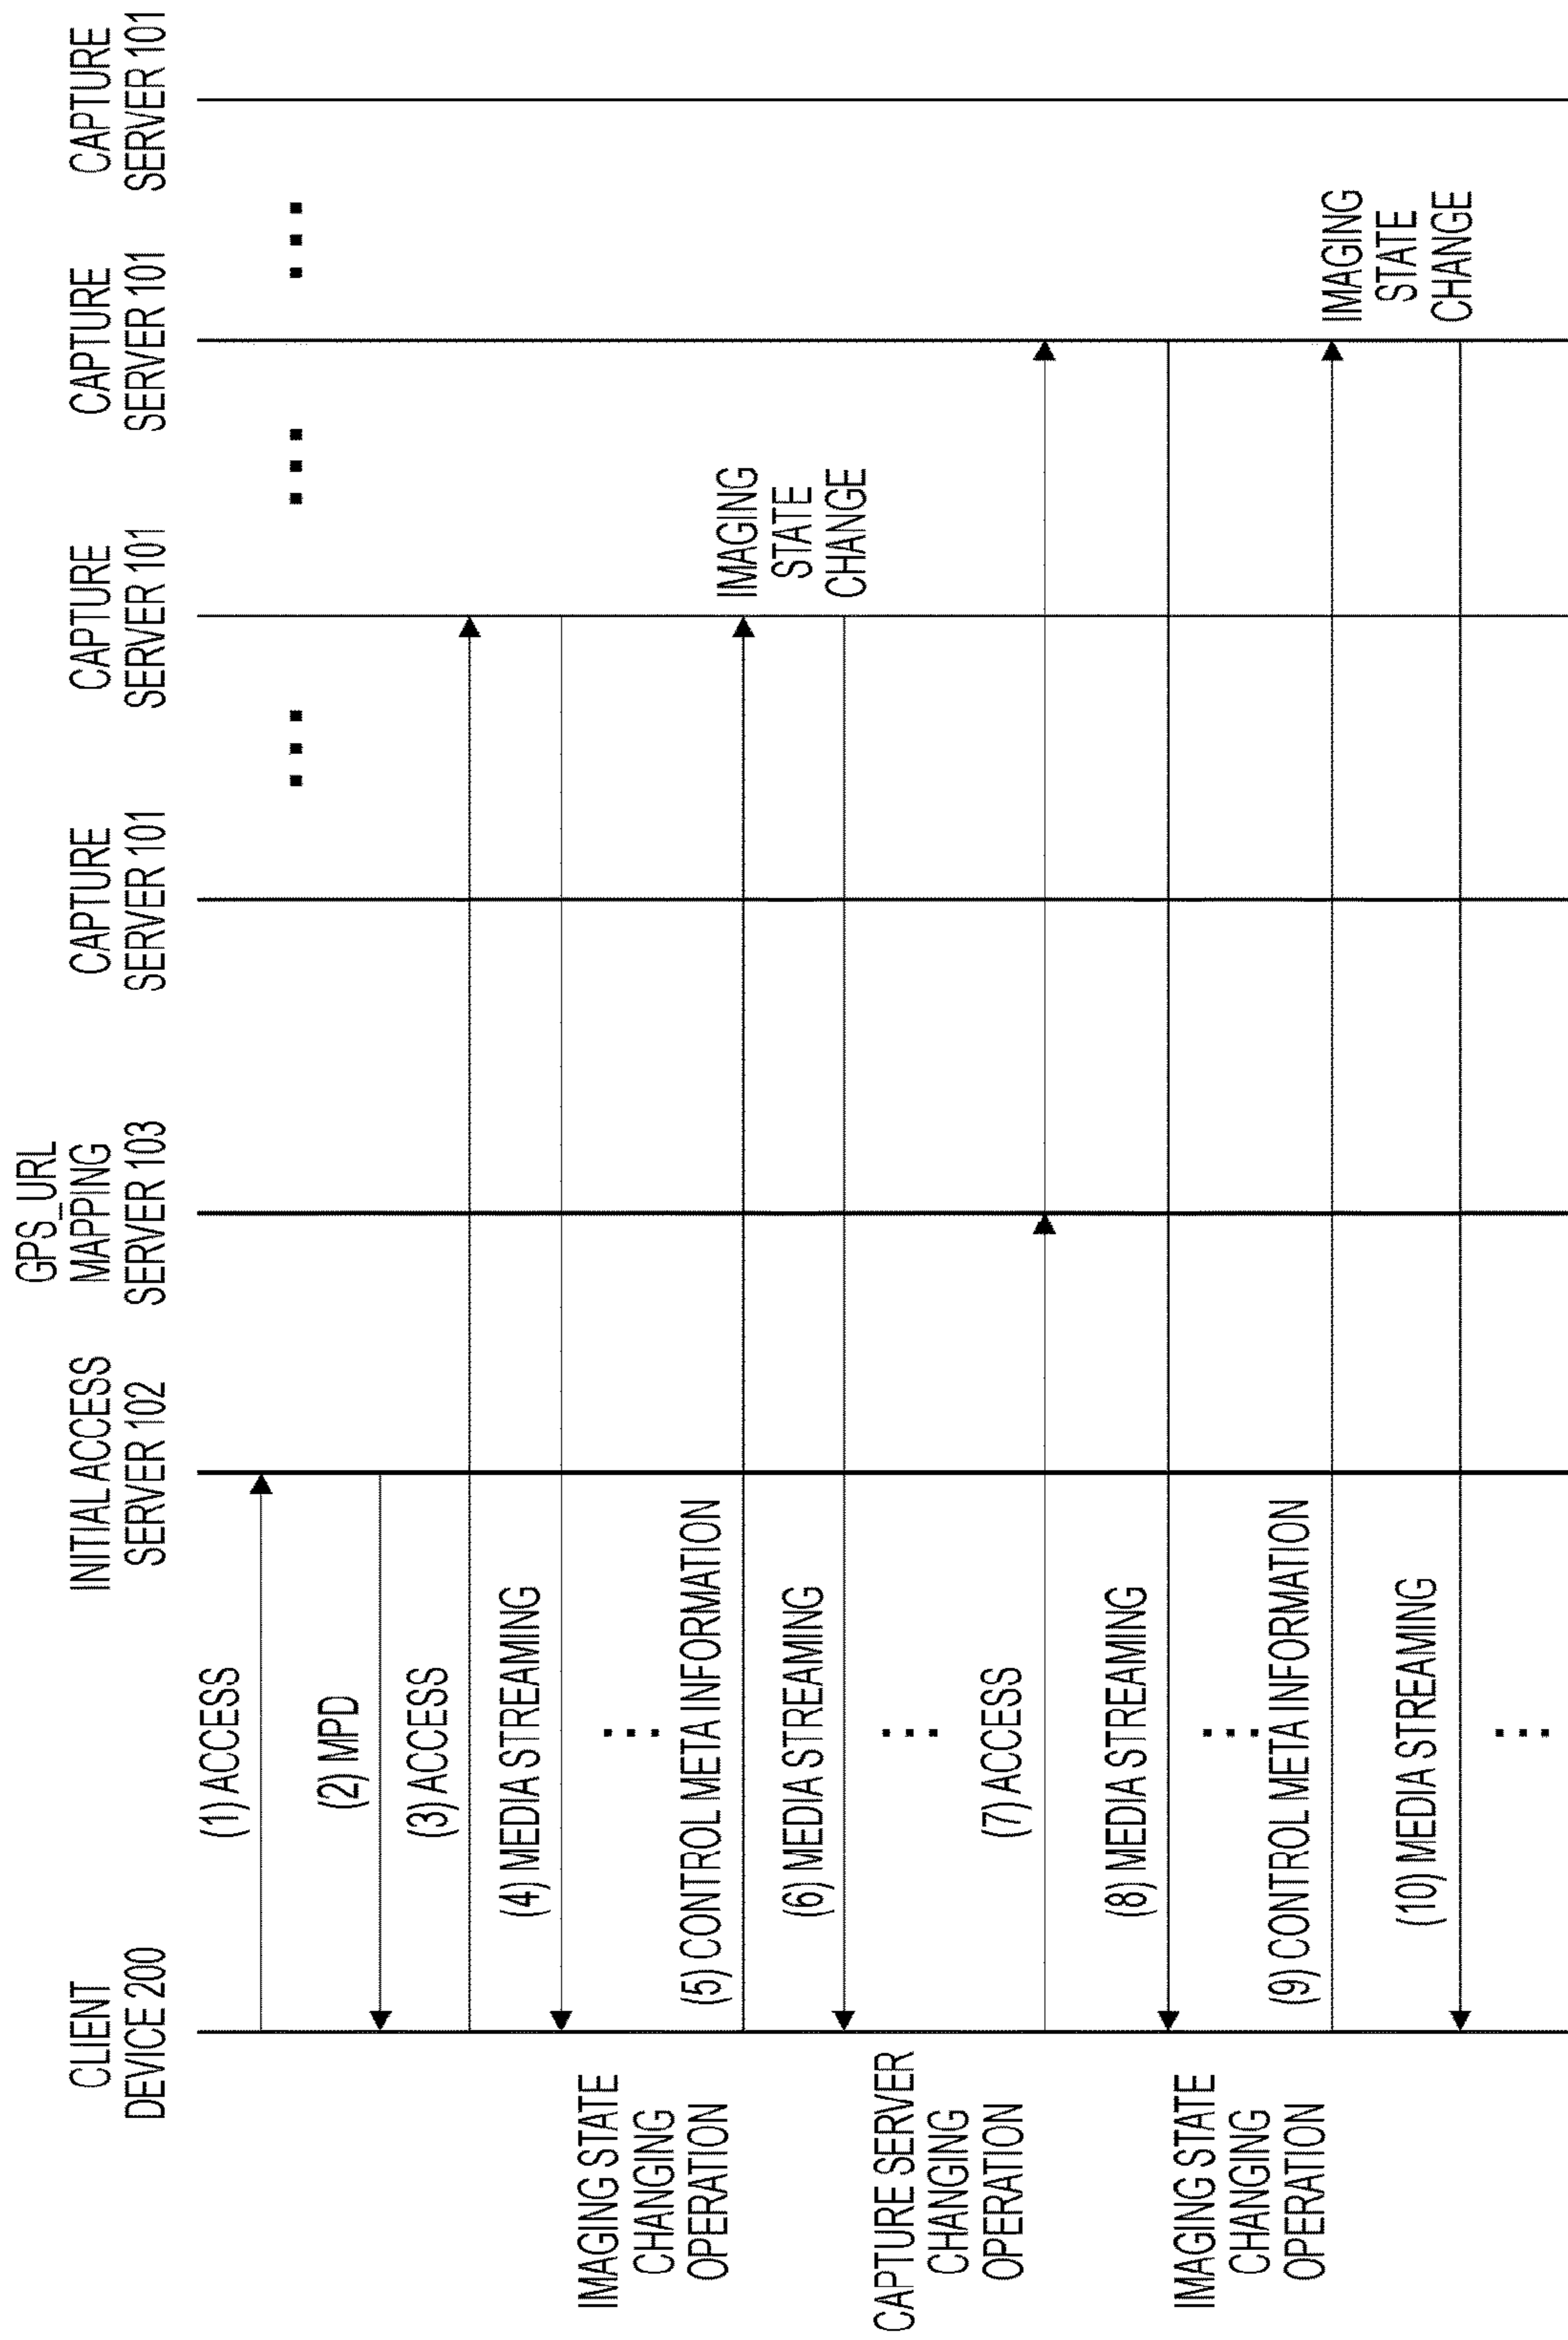 CLIENT
DEVICE 200
INITIAL ACCESS
SERVER 102
GPS_URL
MAPPING
SERVER 103
CAPTURE
SERVER 101
CAPTURE
SERVER 101
CAPTURE
SERVER 101
CAPTURE
SERVER 101
(1) ACCESS
(2) MPD
(3) ACCESS
(4) MEDIA STREAMING
IMAGING STATE
CHANGING
OPERATION
(5) CONTROL META INFORMATION
IMAGING
STATE
CHANGE
(6) MEDIA STREAMING
CAPTURE SERVER
CHANGING
OPERATION
(7) ACCESS
(8) MEDIA STREAMING
IMAGING STATE
CHANGING
OPERATION
(9) CONTROL META INFORMATION
IMAGING
STATE
CHANGE
(10) MEDIA STREAMING